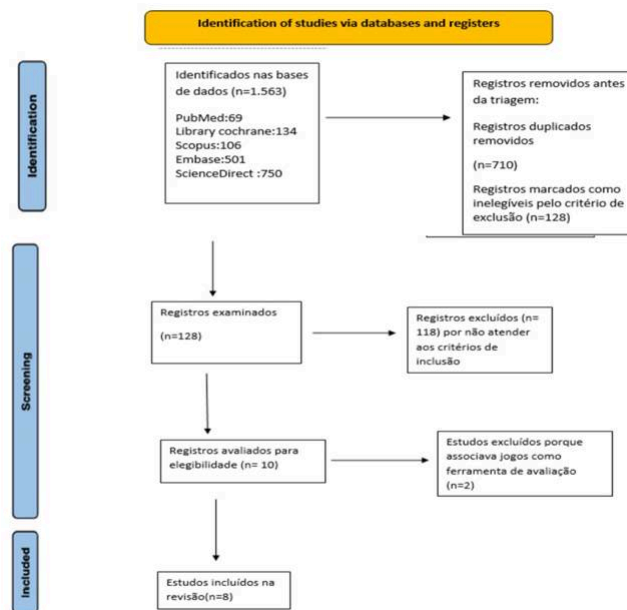 Identification of studies via databases and registers
Identification
Identificados nas bases
de dados (n=1.563)
PubMed:69
Library cochrane:134
Scopus:106
Embase:501
ScienceDirect :750
Registros removidos antes
da triagem:
Registros duplicados
removidos
(n=710)
Registros marcados como
inelegíveis pelo critério de
exclusão (n=128)
Screening
Registros examinados
(n=128)
Registros excluídos (n=
118) por não atender
aos critérios de
inclusão
Registros avaliados para
elegibilidade (n= 10)
Estudos excluídos porque
associava jogos como
ferramenta de avaliação
(n=2)
Included
Estudos incluídos na
revisão(n=8)